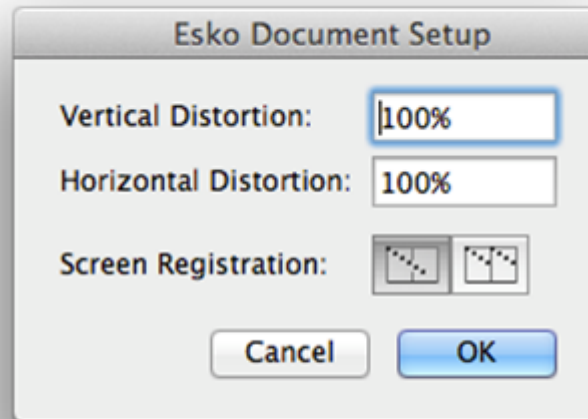 Esko Document Setup
Vertical Distortion: 100%
Horizontal Distortion: 100%
Screen Registration:
Cancel OK